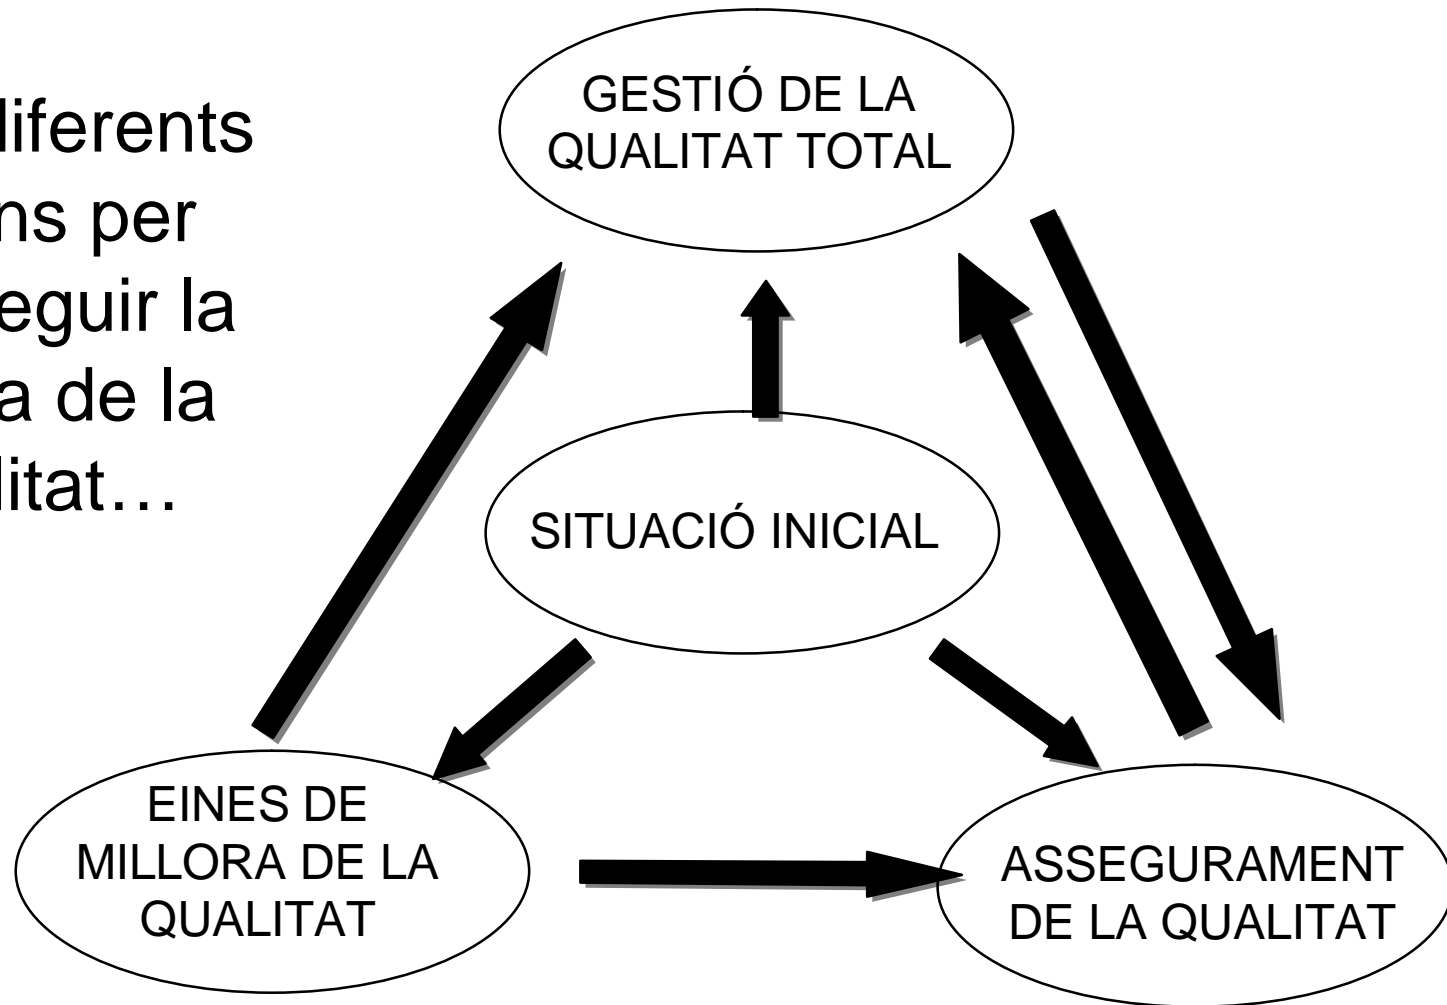 diferents
ns per
eguir la
a de la
litat…
GESTIÓ DE LA
QUALITAT TOTAL
SITUACIÓ INICIAL
EINES DE
MILLORA DE LA
QUALITAT
ASSEGURAMENT
DE LA QUALITAT